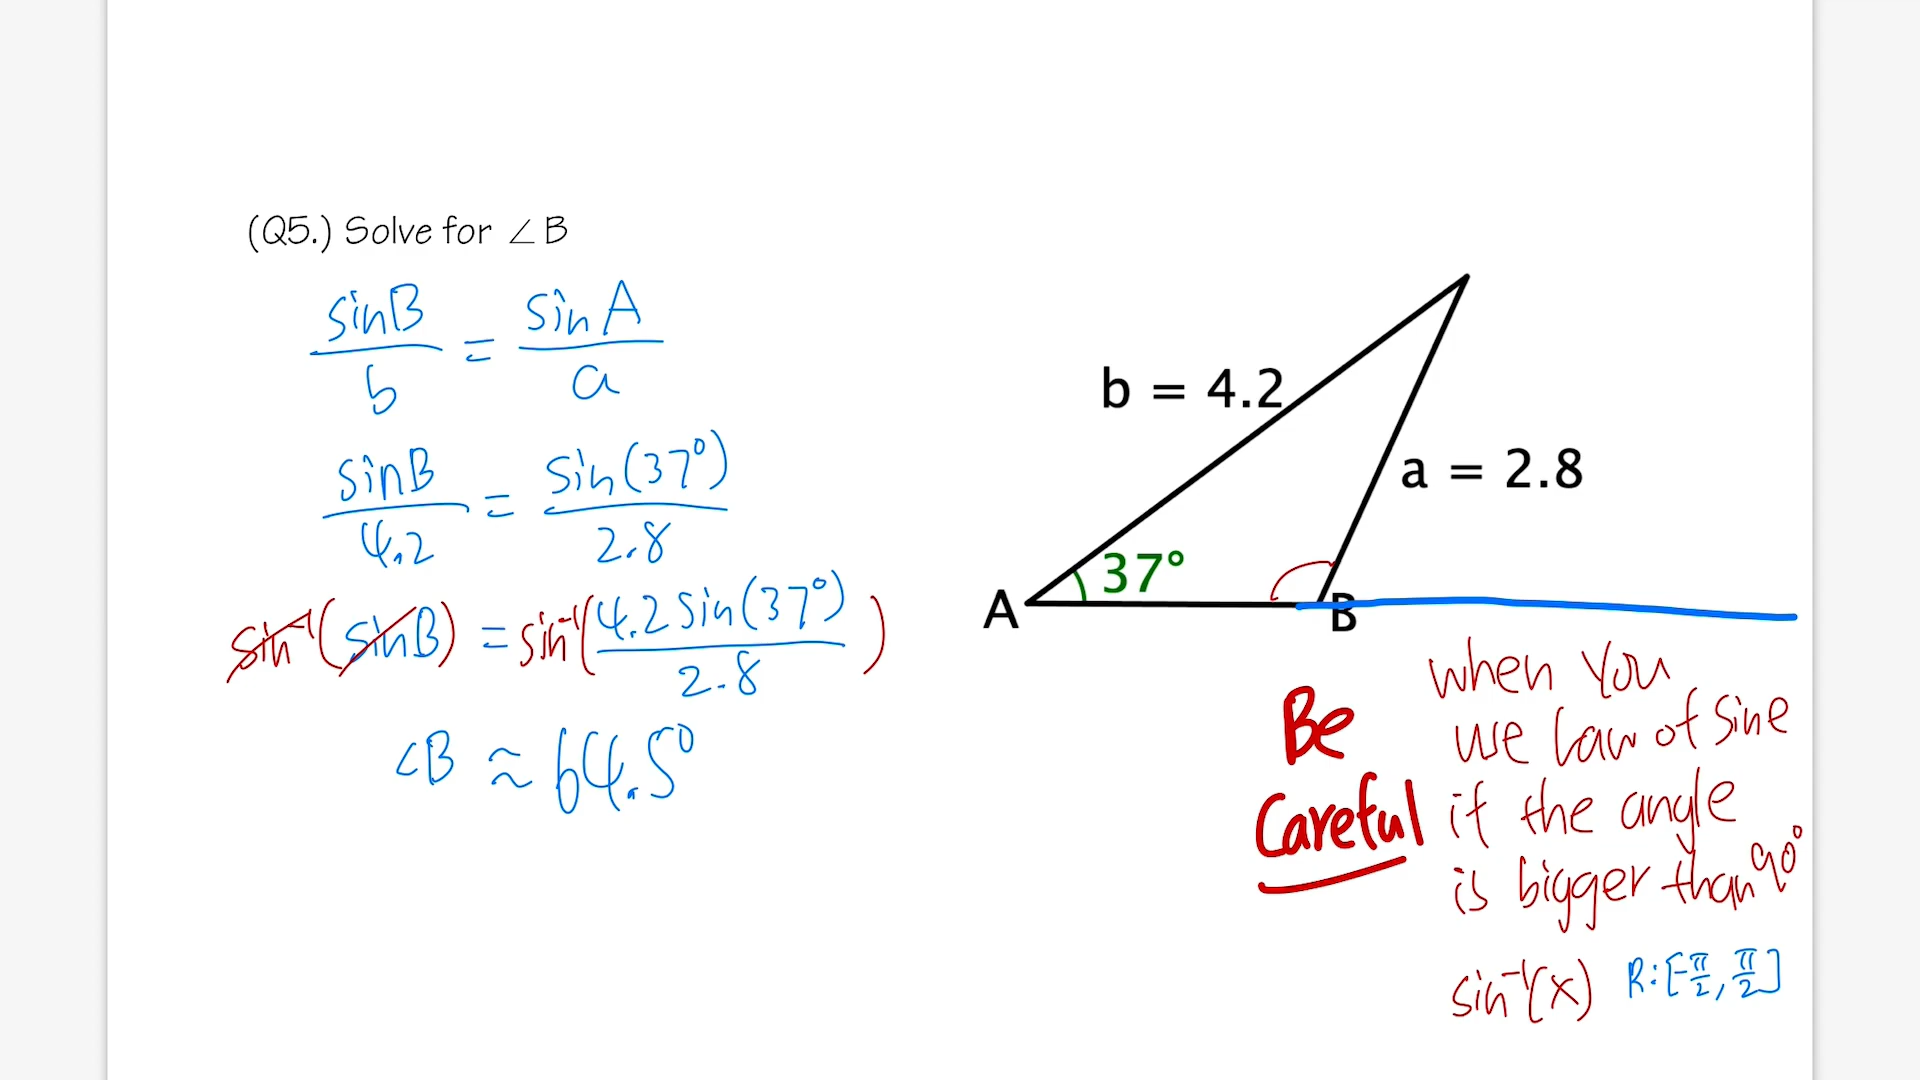 (Q5.) Solve for ∠B
sinB/b = sin A/a
sinB/4.2 = sin(37°)/2.8
sin⁻¹(sinB) = sin⁻¹(4.2 sin(37°)/2.8)
∠B ≈ 64.5°
b = 4.2
a = 2.8
37°
A
B
Be
Careful
when You
use Law of Sine
if the angle
is bigger than 90°
sin⁻¹(x) R:[-π/2, π/2]